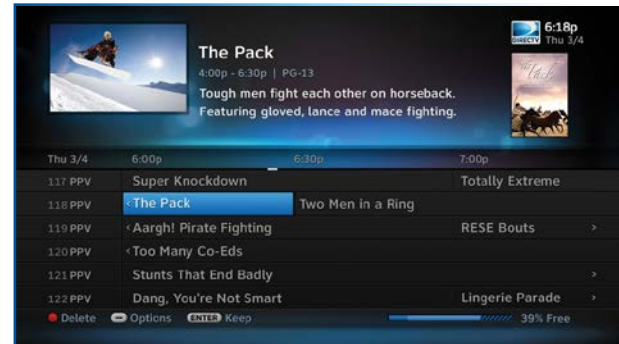 The Pack
4:00p - 6:30p | PG-13
Tough men fight each other on horseback.
Featuring gloved, lance and mace fighting.
DIRECTV
6:18p
Thu 3/4
The Pack
Thu 3/4 6:00p 6:30p 7:00p
117 PPV Super Knockdown Totally Extreme
118 PPV <The Pack Two Men in a Ring
119 PPV <Aargh! Pirate Fighting RESE Bouts >
120 PPV <Too Many Co-Eds
121 PPV Stunts That End Badly >
122 PPV Dang, You're Not Smart Lingerie Parade >
Delete Options ENTER Keep 39% Free